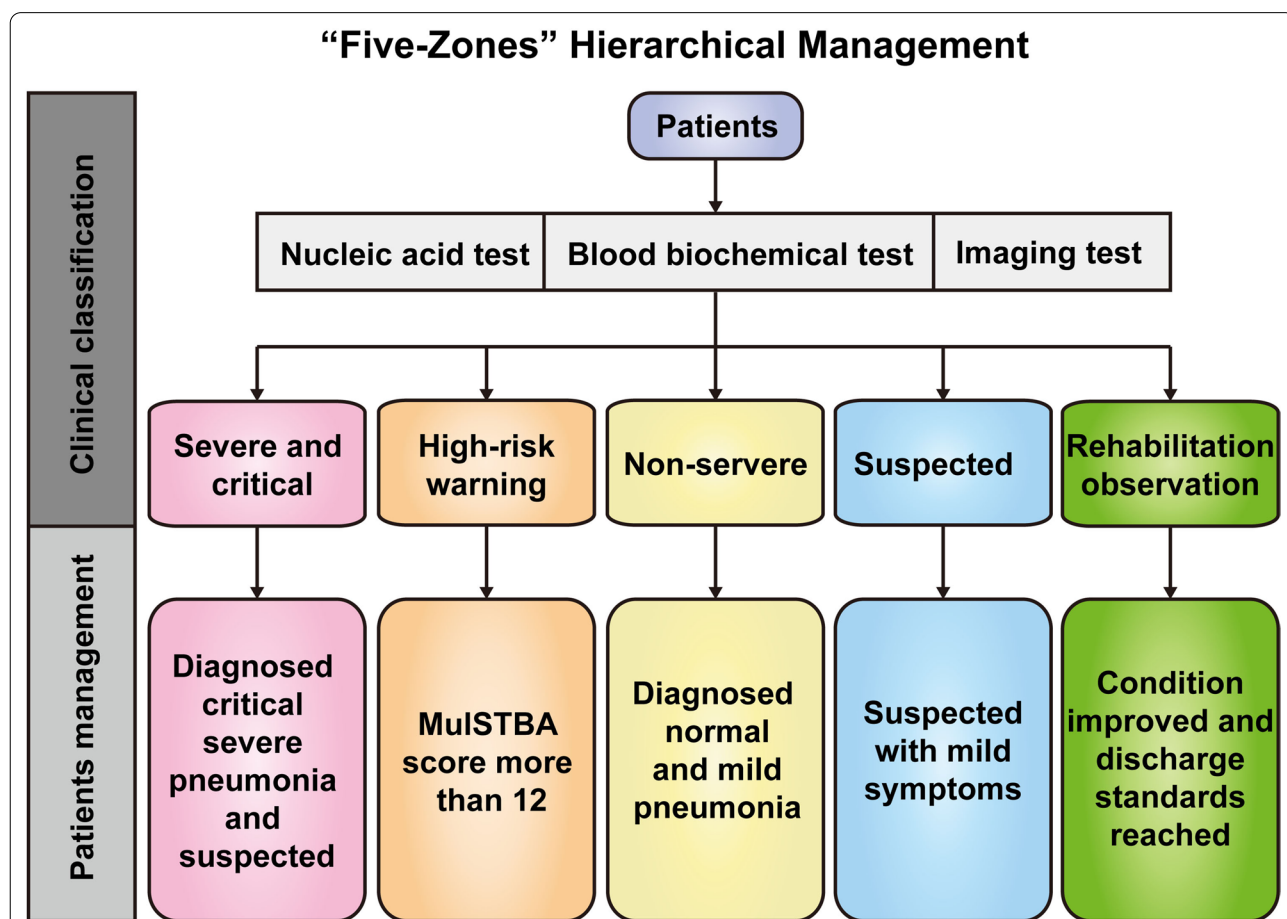 “Five-Zones” Hierarchical Management
Clinical classification
Patients
Nucleic acid test
Blood biochemical test
Imaging test
Severe and
critical
High-risk
warning
Non-servere
Suspected
Rehabilitation
observation
Patients management
Diagnosed
critical
severe
pneumonia
and
suspected
MulSTBA
score more
than 12
Diagnosed
normal
and mild
pneumonia
Suspected
with mild
symptoms
Condition
improved and
discharge
standards
reached